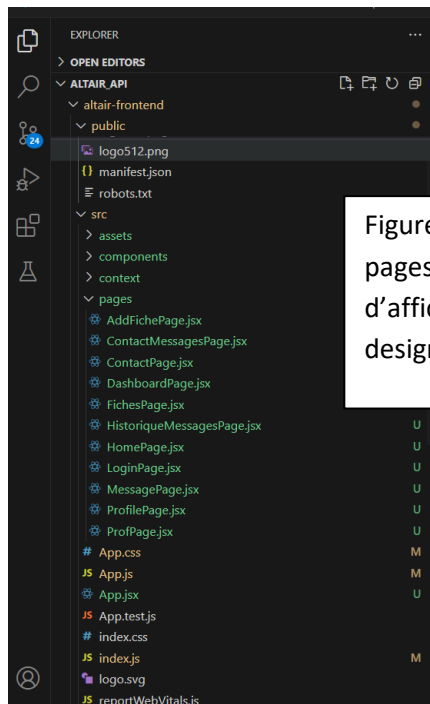 EXPLORER
OPEN EDITORS
ALTAIR_API
altair-frontend
public
logo512.png
{} manifest.json
robots.txt
src
assets
components
context
pages
AddFichePage.jsx
ContactMessagesPage.jsx
ContactPage.jsx
DashboardPage.jsx
FichesPage.jsx
HistoriqueMessagesPage.jsx U
HomePage.jsx U
LoginPage.jsx U
MessagePage.jsx U
ProfilePage.jsx U
ProfPage.jsx U
# App.css M
JS App.js M
App.jsx U
JS App.test.js
# index.css
JS index.js M
logo.svg
JS reportWebVitals.js
24
Figure
pages
d'affic
design